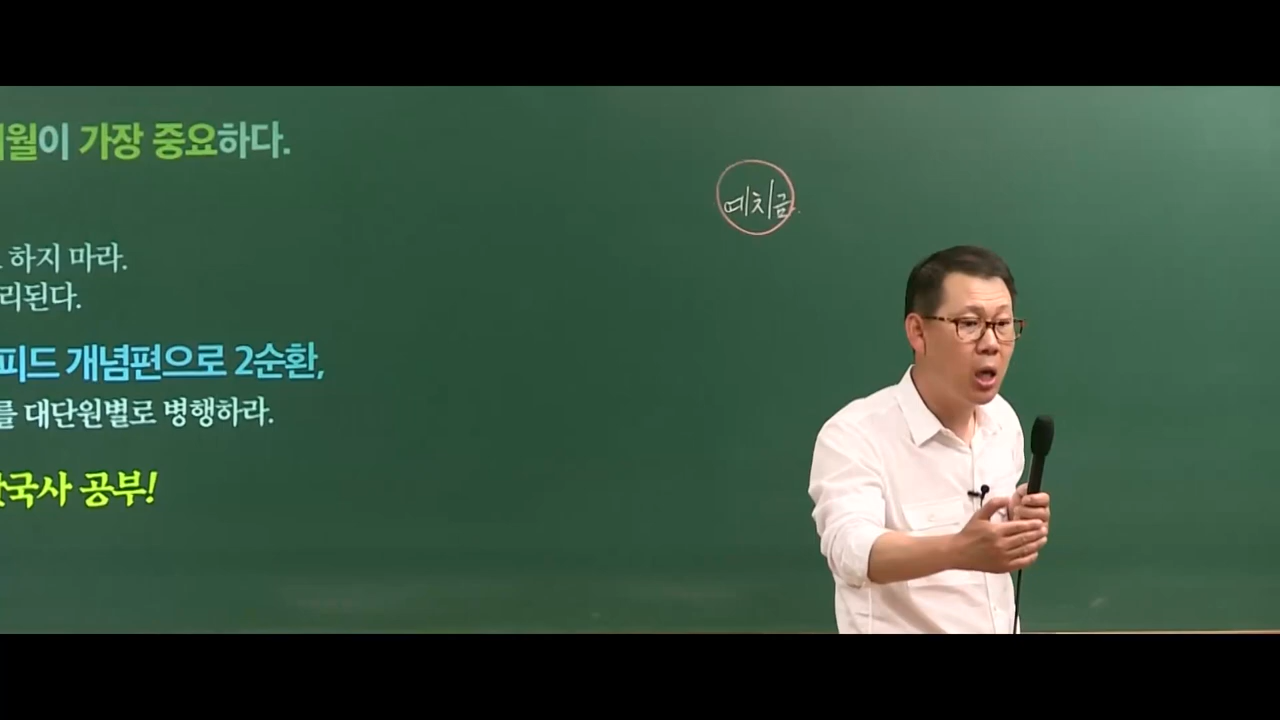 월이 가장 중요하다.
예치금
하지 마라.
리된다.
피드 개념편으로 2순환,
를 대단원별로 병행하라.
국사 공부!